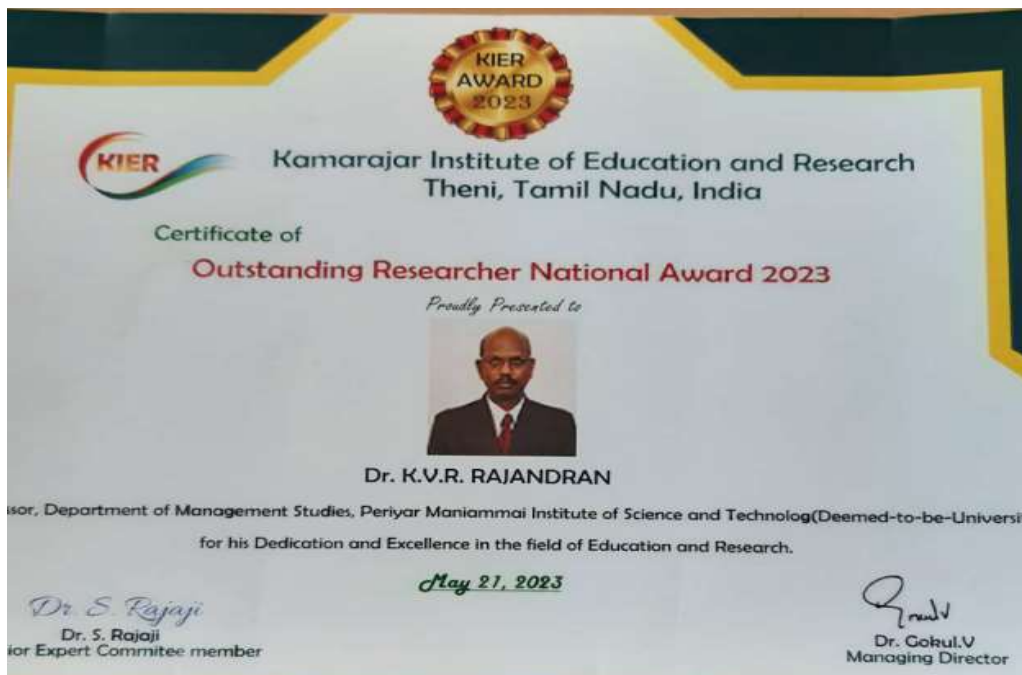 KIER
AWARD
2023
KIER
Kamarajar Institute of Education and Research
Theni, Tamil Nadu, India
Certificate of
Outstanding Researcher National Award 2023
Proudly Presented to
Dr. K.V.R. RAJANDRAN
ssor, Department of Management Studies, Periyar Maniammai Institute of Science and Technolog(Deemed-to-be-Universi
for his Dedication and Excellence in the field of Education and Research.
May 21, 2023
Dr. S. Rajaji
Dr. S. Rajaji
ior Expert Commitee member
Dr. Gokul.V
Managing Director